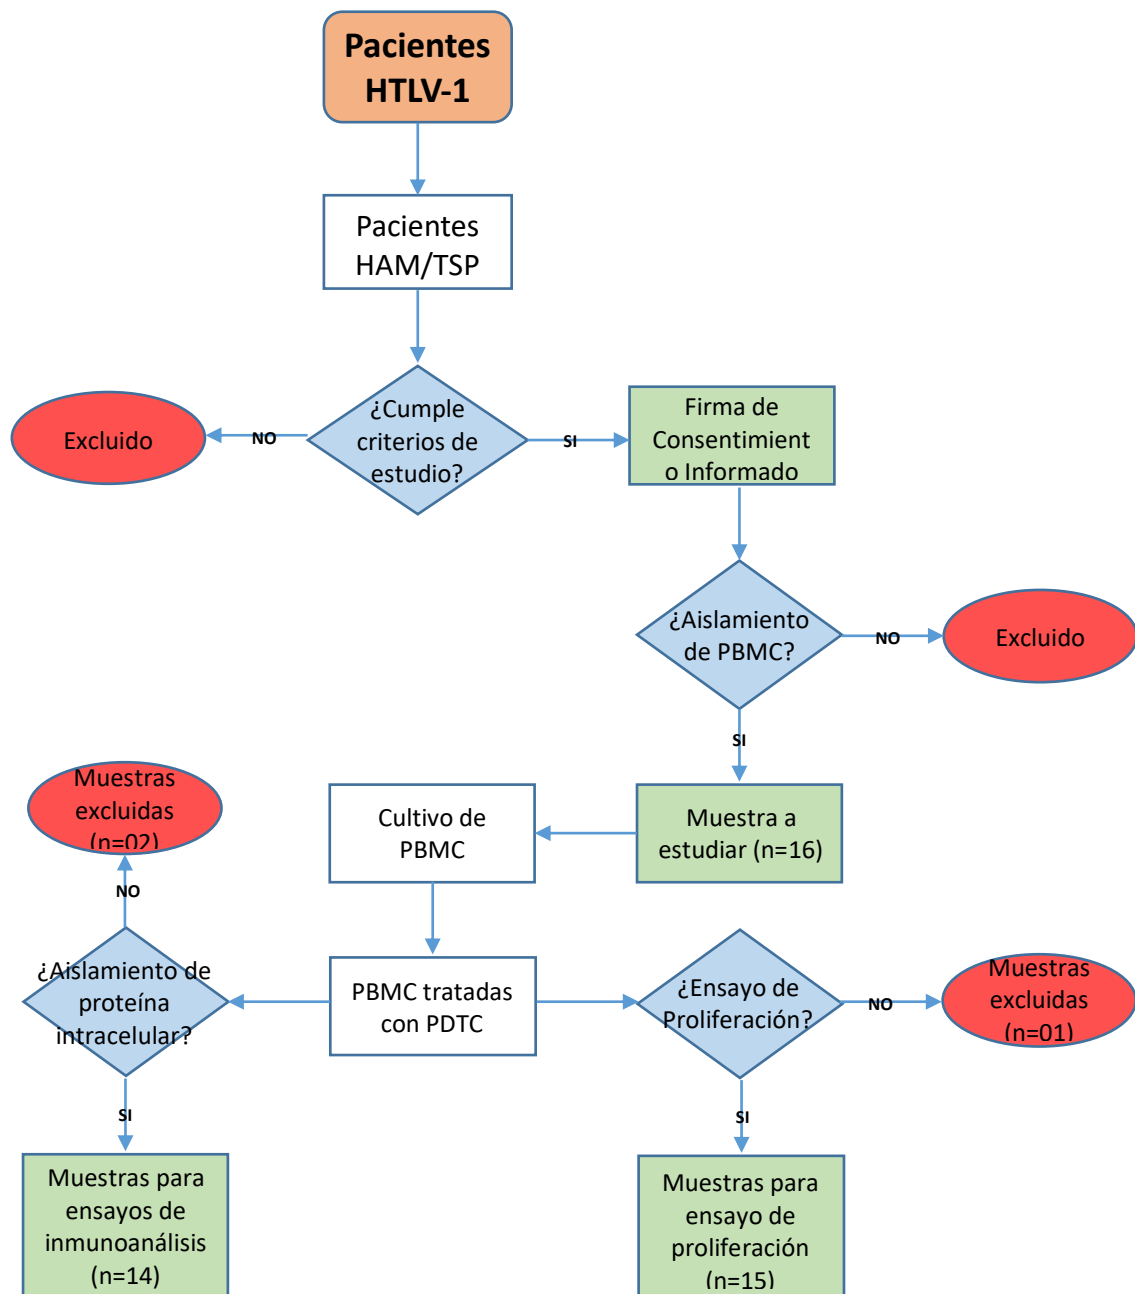 Pacientes
HTLV-1
Pacientes
HAM/TSP
¿Cumple
criterios de
estudio?
NO
Excluido
SI
Firma de
Consentimient
o Informado
¿Aislamiento
de PBMC?
NO
Excluido
SI
Muestra a
estudiar (n=16)
Cultivo de
PBMC
PBMC tratadas
con PDTC
¿Aislamiento de
proteína
intracelular?
NO
Muestras
excluidas
(n=02)
SI
Muestras para
ensayos de
inmunoanálisis
(n=14)
¿Ensayo de
Proliferación?
NO
Muestras
excluidas
(n=01)
SI
Muestras para
ensayo de
proliferación
(n=15)